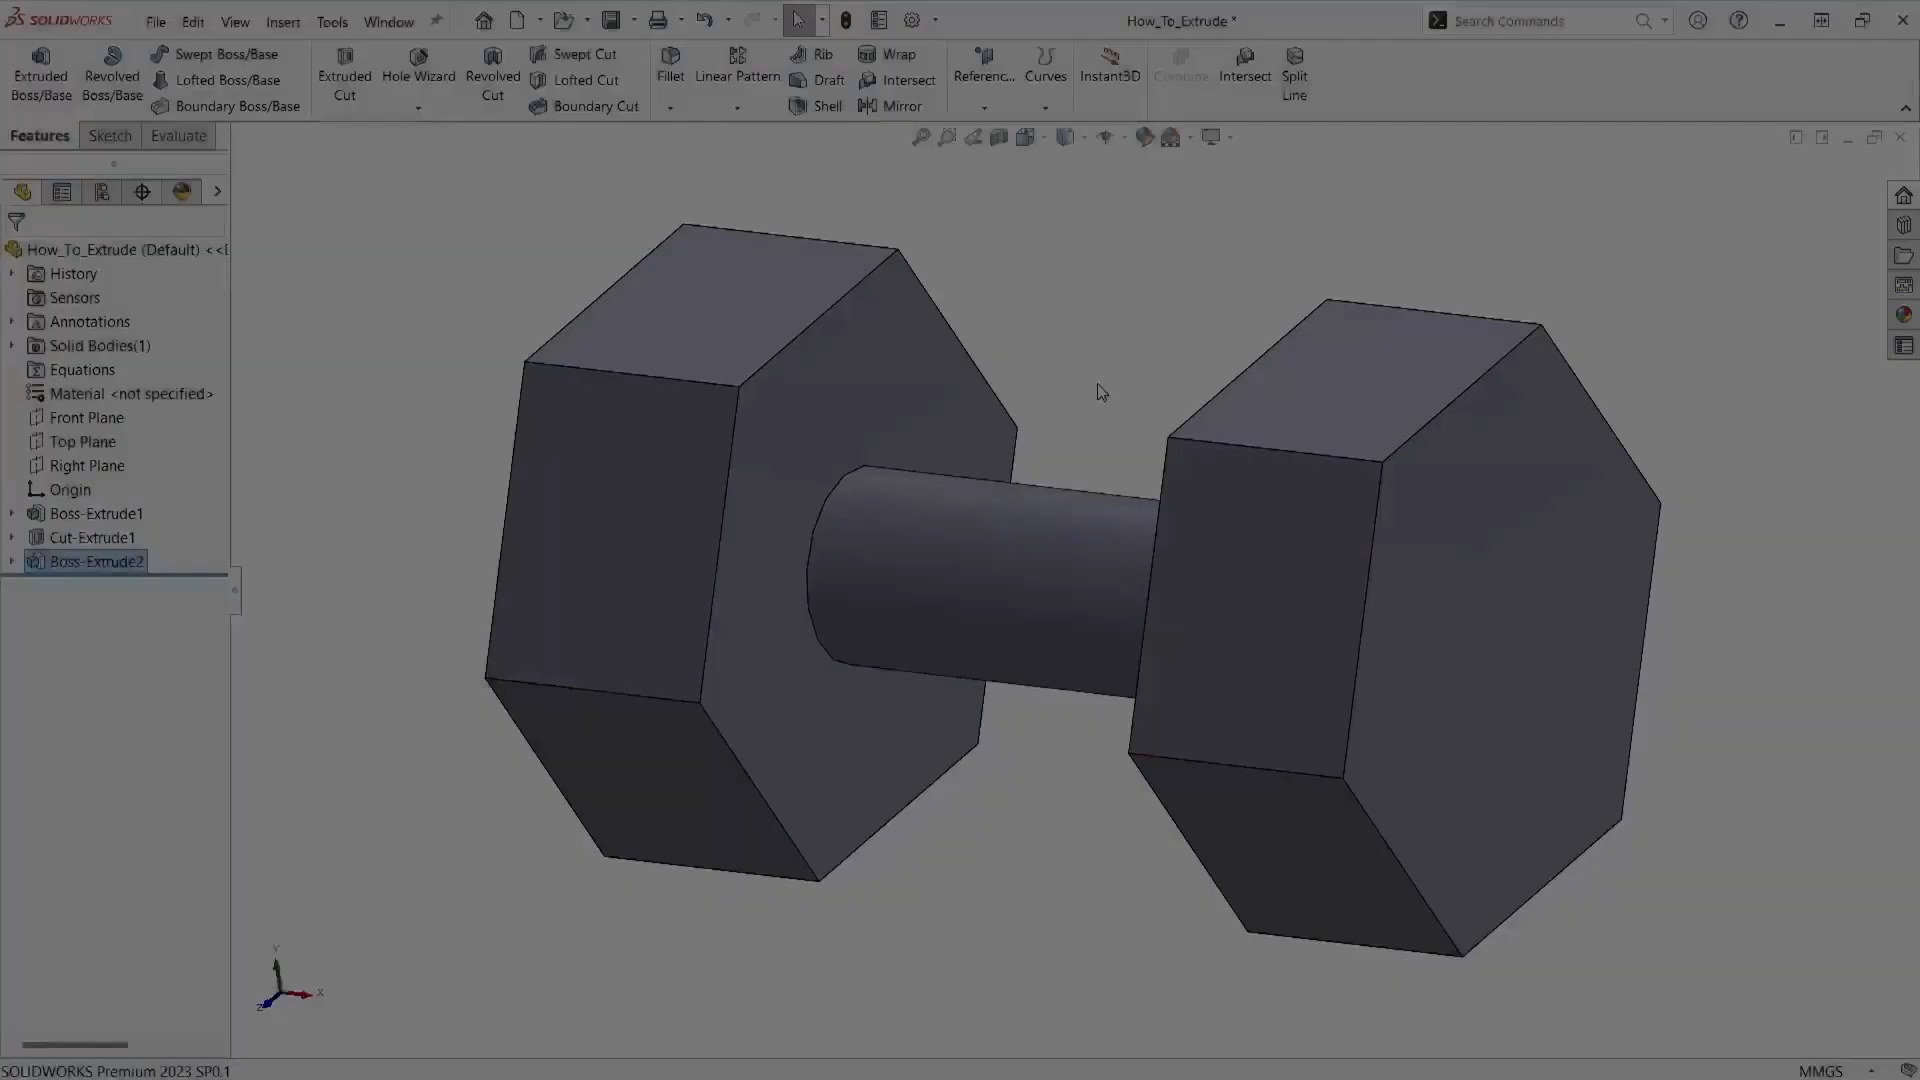 SOLIDWORKS File Edit View Insert Tools Window How_To_Extrude * Search Commands
Extruded Boss/Base
Revolved Boss/Base
Swept Boss/Base
Lofted Boss/Base
Boundary Boss/Base
Extruded Cut
Hole Wizard
Revolved Cut
Swept Cut
Lofted Cut
Boundary Cut
Fillet
Linear Pattern
Rib
Draft
Shell
Wrap
Intersect
Mirror
Referenc...
Curves
Instant3D
Combine
Intersect
Split Line
Features Sketch Evaluate
How_To_Extrude (Default) <<
History
Sensors
Annotations
Solid Bodies(1)
Equations
Material <not specified>
Front Plane
Top Plane
Right Plane
Origin
Boss-Extrude1
Cut-Extrude1
Boss-Extrude2
Y
X
Z
SOLIDWORKS Premium 2023 SP0.1
MMGS